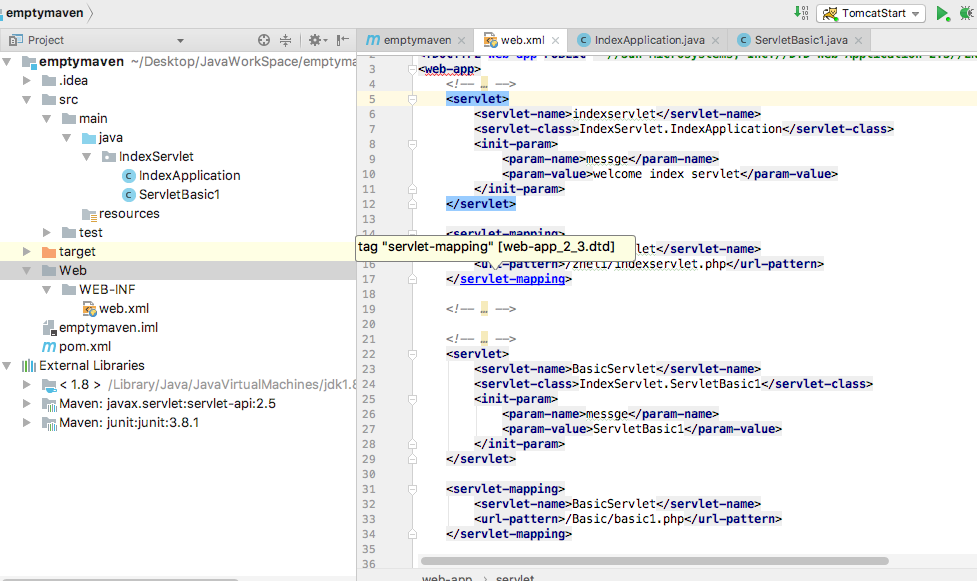 emptymaven
TomcatStart
Project
emptymaven
web.xml
IndexApplication.java
ServletBasic1.java
emptymaven ~/Desktop/JavaWorkSpace/emptyma
.idea
src
main
java
IndexServlet
IndexApplication
ServletBasic1
resources
test
target
Web
WEB-INF
web.xml
emptymaven.iml
pom.xml
External Libraries
< 1.8 > /Library/Java/JavaVirtualMachines/jdk1.8
Maven: javax.servlet:servlet-api:2.5
Maven: junit:junit:3.8.1
3 <web-app>
4 <!-- … -->
5 <servlet>
6 <servlet-name>indexservlet</servlet-name>
7 <servlet-class>IndexServlet.IndexApplication</servlet-class>
8 <init-param>
9 <param-name>messge</param-name>
10 <param-value>welcome index servlet</param-value>
11 </init-param>
12 </servlet>
13
14 <servlet-mapping>
tag "servlet-mapping" [web-app_2_3.dtd]
let</servlet-name>
16 <url-pattern>/zheli/indexservlet.php</url-pattern>
17 </servlet-mapping>
18
19 <!-- … -->
20
21 <!-- … -->
22 <servlet>
23 <servlet-name>BasicServlet</servlet-name>
24 <servlet-class>IndexServlet.ServletBasic1</servlet-class>
25 <init-param>
26 <param-name>messge</param-name>
27 <param-value>ServletBasic1</param-value>
28 </init-param>
29 </servlet>
30
31 <servlet-mapping>
32 <servlet-name>BasicServlet</servlet-name>
33 <url-pattern>/Basic/basic1.php</url-pattern>
34 </servlet-mapping>
35
36
web-app › servlet